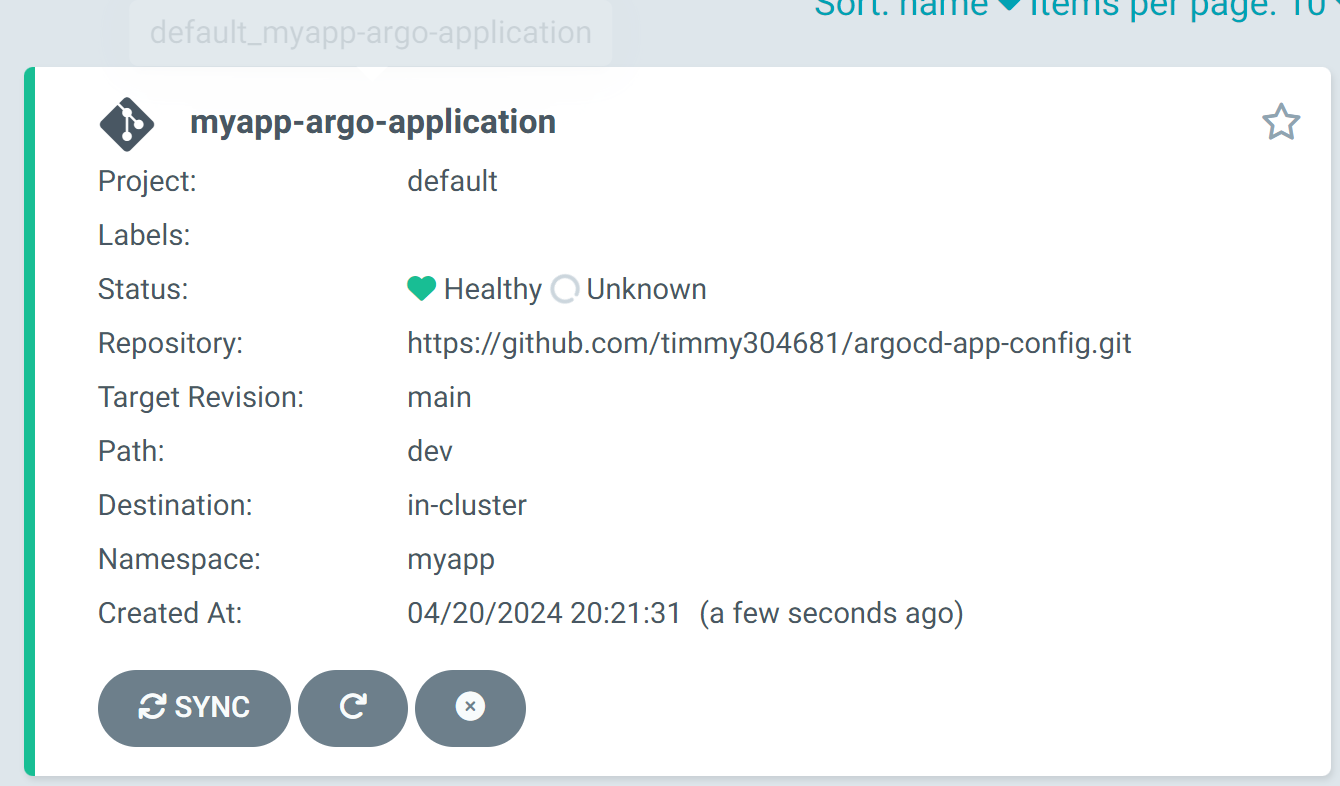 Sort: name Items per page: 10
default_myapp-argo-application
myapp-argo-application
Project: default
Labels:
Status: Healthy Unknown
Repository: https://github.com/timmy304681/argocd-app-config.git
Target Revision: main
Path: dev
Destination: in-cluster
Namespace: myapp
Created At: 04/20/2024 20:21:31 (a few seconds ago)
SYNC